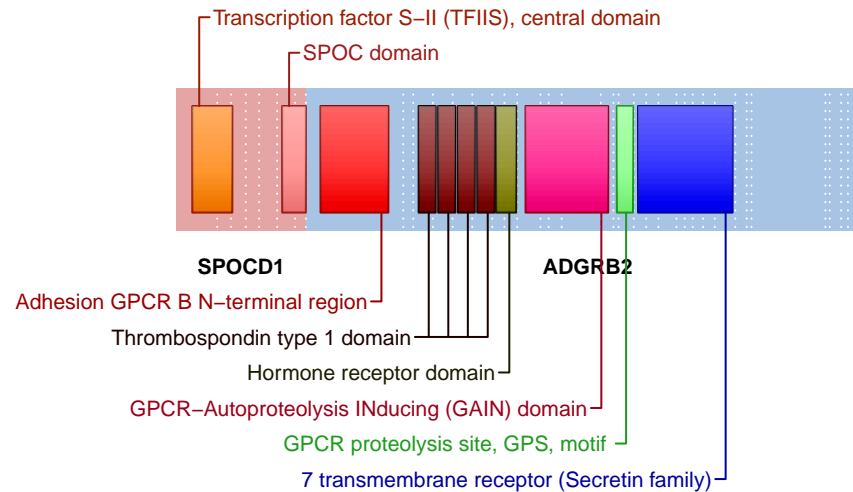 Transcription factor S−II (TFIIS), central domain
SPOC domain
SPOCD1
ADGRB2
Adhesion GPCR B N−terminal region
Thrombospondin type 1 domain
Hormone receptor domain
GPCR−Autoproteolysis INducing (GAIN) domain
GPCR proteolysis site, GPS, motif
7 transmembrane receptor (Secretin family)